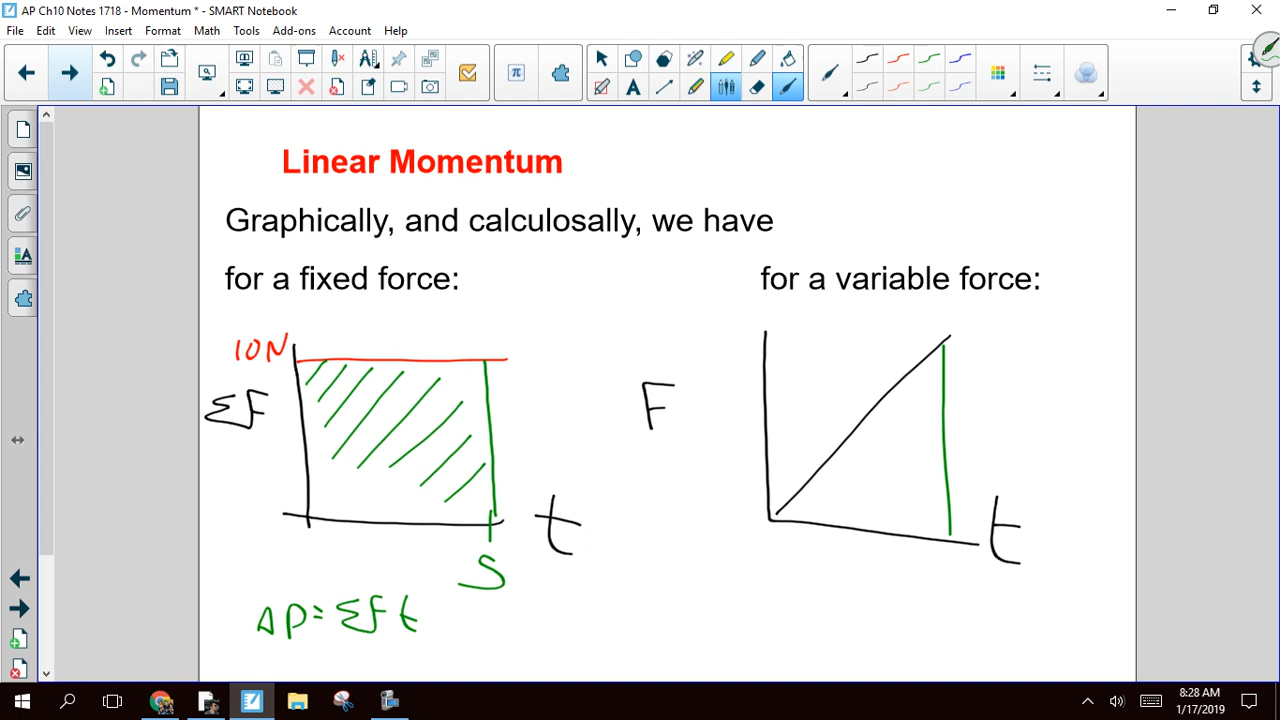 AP Ch10 Notes 1718 - Momentum * - SMART Notebook
File Edit View Insert Format Math Tools Add-ons Account Help
Linear Momentum
Graphically, and calculosally, we have
for a fixed force:
for a variable force:
10N
ΣF
t
5
ΔP = ΣF t
F
t
8:28 AM
1/17/2019